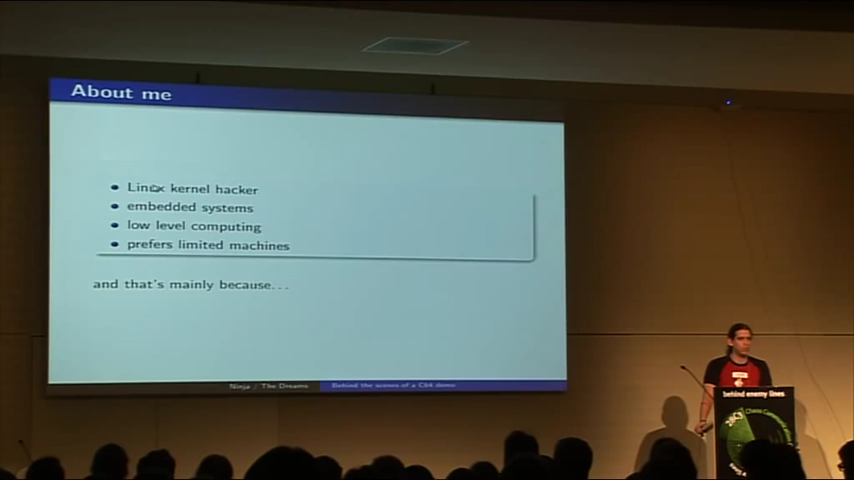 About me
Linux kernel hacker
embedded systems
low level computing
prefers limited machines
and that's mainly because...
Ninja / The Dreams
Behind the scenes of a C64 demo
behind enemy lines
28C3